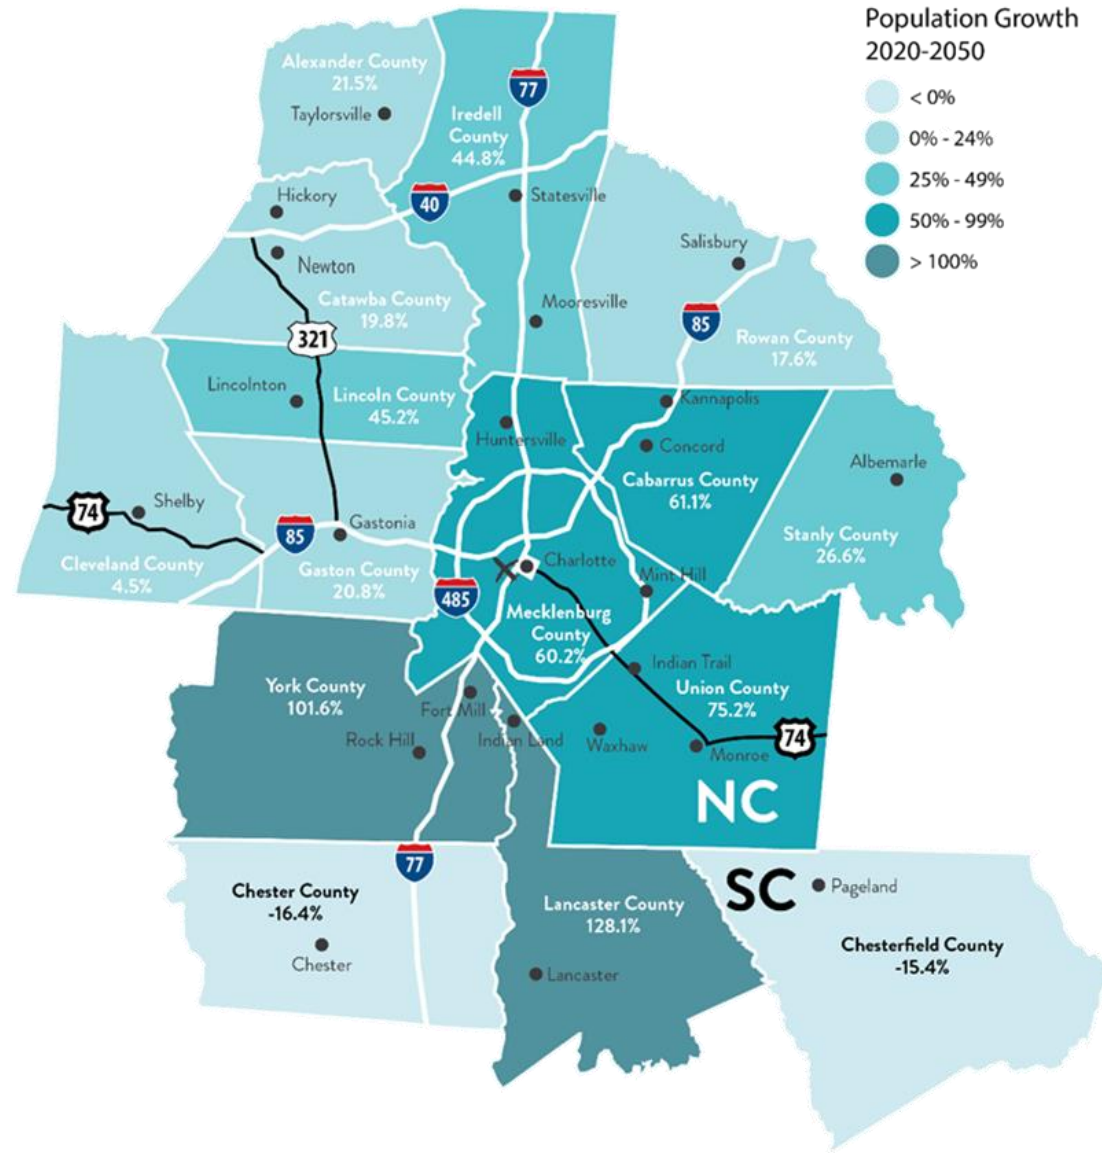 Population Growth
2020-2050
< 0%
0% - 24%
25% - 49%
50% - 99%
> 100%
Alexander County
21.5%
Taylorsville
77
Iredell
County
44.8%
40
Statesville
Hickory
Newton
Catawba County
19.8%
321
Mooresville
Salisbury
85
Rowan County
17.6%
Lincolnton
Lincoln County
45.2%
Huntersville
Kannapolis
Concord
Cabarrus County
61.1%
Albemarle
Stanly County
26.6%
74
Shelby
Cleveland County
4.5%
85
Gastonia
Gaston County
20.8%
485
Charlotte
Mint Hill
Mecklenburg
County
60.2%
Indian Trail
Union County
75.2%
74
Waxhaw
Monroe
NC
York County
101.6%
Fort Mill
Rock Hill
Indian Land
77
Chester County
-16.4%
Chester
Lancaster County
128.1%
Lancaster
SC
Pageland
Chesterfield County
-15.4%